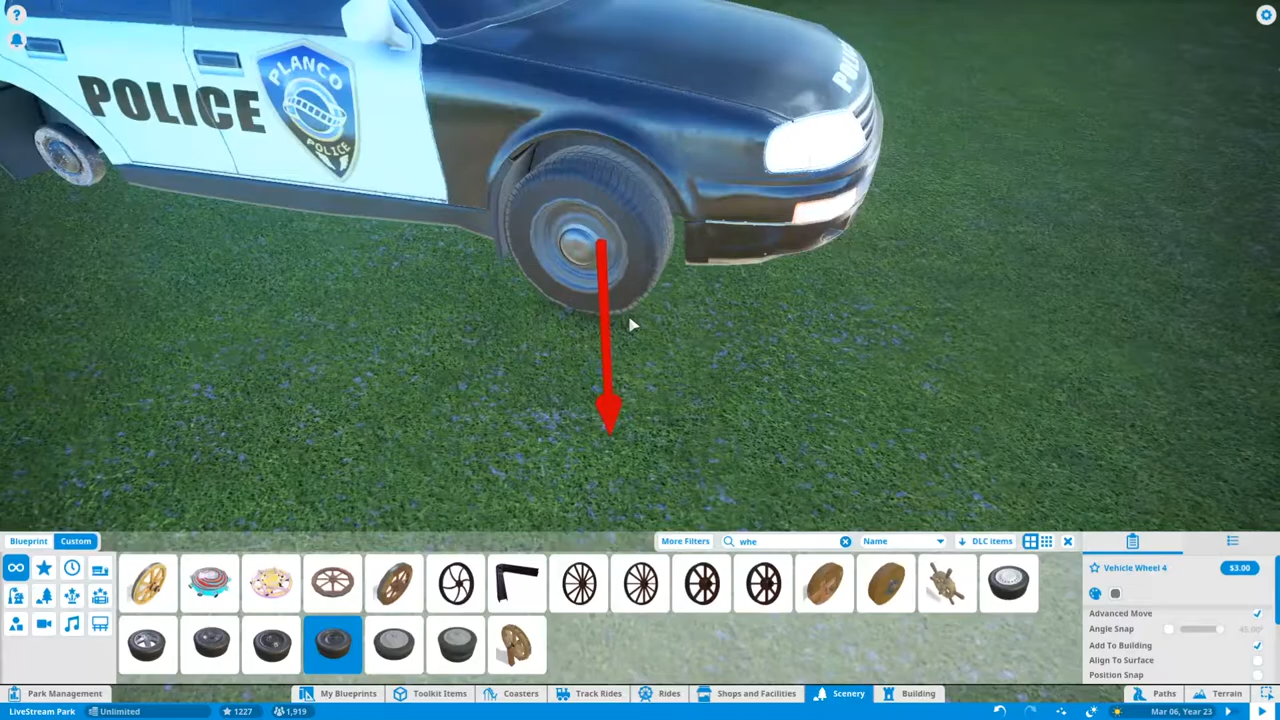 POLICE
PLANCO
POLICE
Blueprint
Custom
More Filters
whe
Name
DLC items
Vehicle Wheel 4
$3.00
Advanced Move
Angle Snap
45.00°
Add To Building
Align To Surface
Position Snap
Park Management
My Blueprints
Toolkit Items
Coasters
Track Rides
Rides
Shops and Facilities
Scenery
Building
Paths
Terrain
LiveStream Park
Unlimited
1227
1,919
Mar 06, Year 23